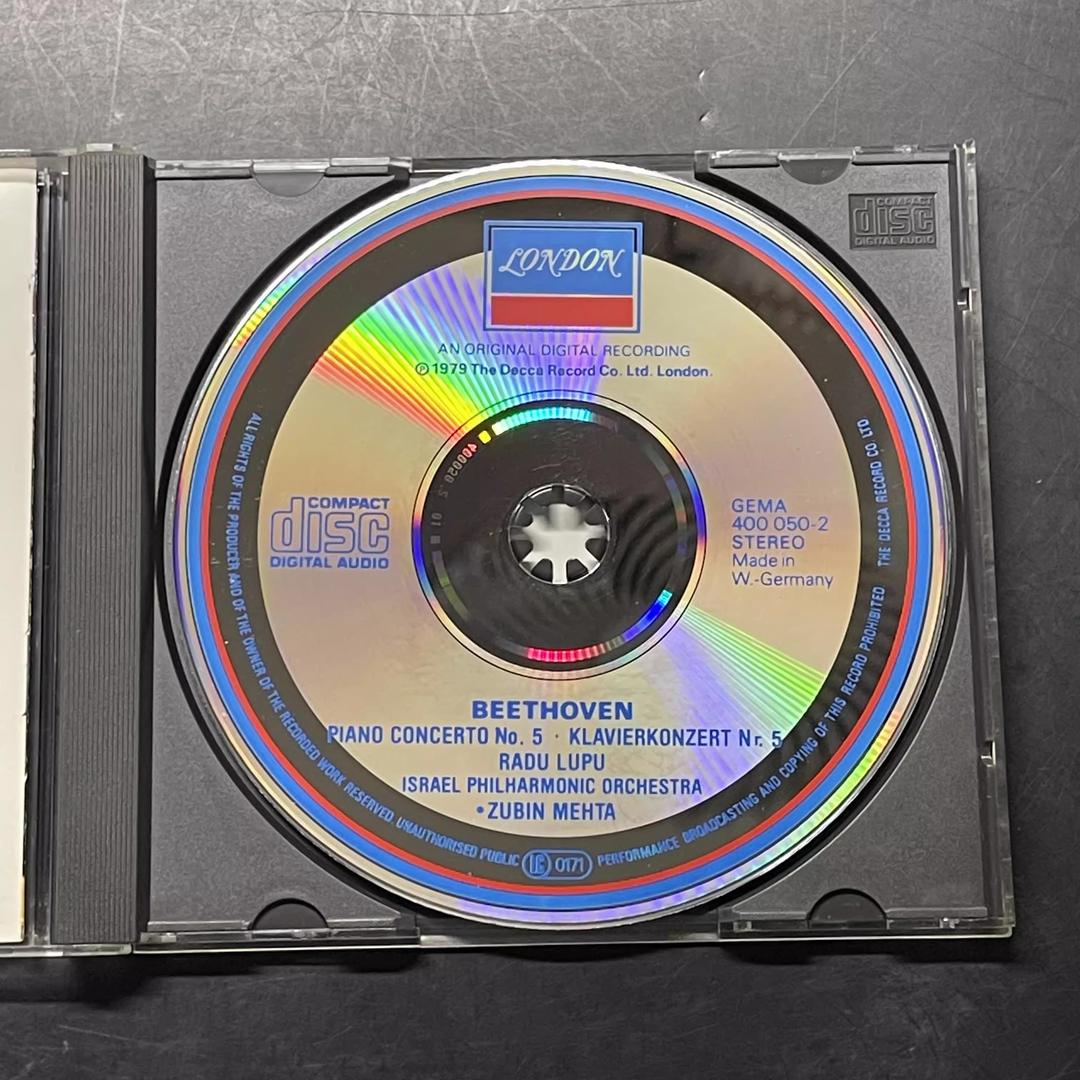 COMPACT
disc
DIGITAL AUDIO
LONDON
AN ORIGINAL DIGITAL RECORDING
Ⓟ 1979 The Decca Record Co. Ltd. London.
COMPACT
disc
DIGITAL AUDIO
GEMA
400 050-2
STEREO
Made in
W.-Germany
BEETHOVEN
PIANO CONCERTO No. 5 · KLAVIERKONZERT Nr. 5
RADU LUPU
ISRAEL PHILHARMONIC ORCHESTRA
•ZUBIN MEHTA
ALL RIGHTS OF THE PRODUCER AND OF THE OWNER OF THE RECORDED WORK RESERVED. UNAUTHORISED PUBLIC LC 0171 PERFORMANCE BROADCASTING AND COPYING OF THIS RECORD PROHIBITED THE DECCA RECORD CO LTD